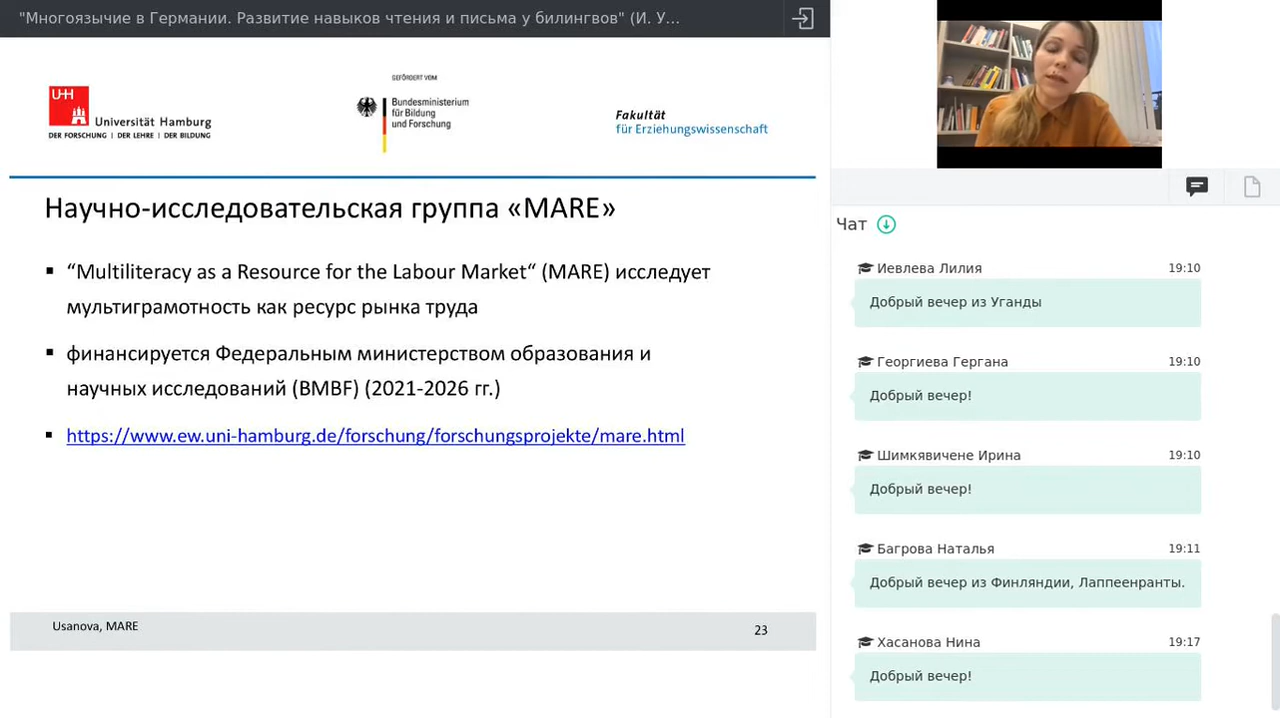 "Многоязычие в Германии. Развитие навыков чтения и письма у билингвов" (И. У...
UHH
Universität Hamburg
DER FORSCHUNG | DER LEHRE | DER BILDUNG
GEFÖRDERT VOM
Bundesministerium
für Bildung
und Forschung
Fakultät
für Erziehungswissenschaft
Научно-исследовательская группа «MARE»
“Multiliteracy as a Resource for the Labour Market“ (MARE) исследует
мультиграмотность как ресурс рынка труда
финансируется Федеральным министерством образования и
научных исследований (BMBF) (2021-2026 гг.)
https://www.ew.uni-hamburg.de/forschung/forschungsprojekte/mare.html
Usanova, MARE
23
Чат
Иевлева Лилия 19:10
Добрый вечер из Уганды
Георгиева Гергана 19:10
Добрый вечер!
Шимкявичене Ирина 19:10
Добрый вечер!
Багрова Наталья 19:11
Добрый вечер из Финляндии, Лаппеенранты.
Хасанова Нина 19:17
Добрый вечер!